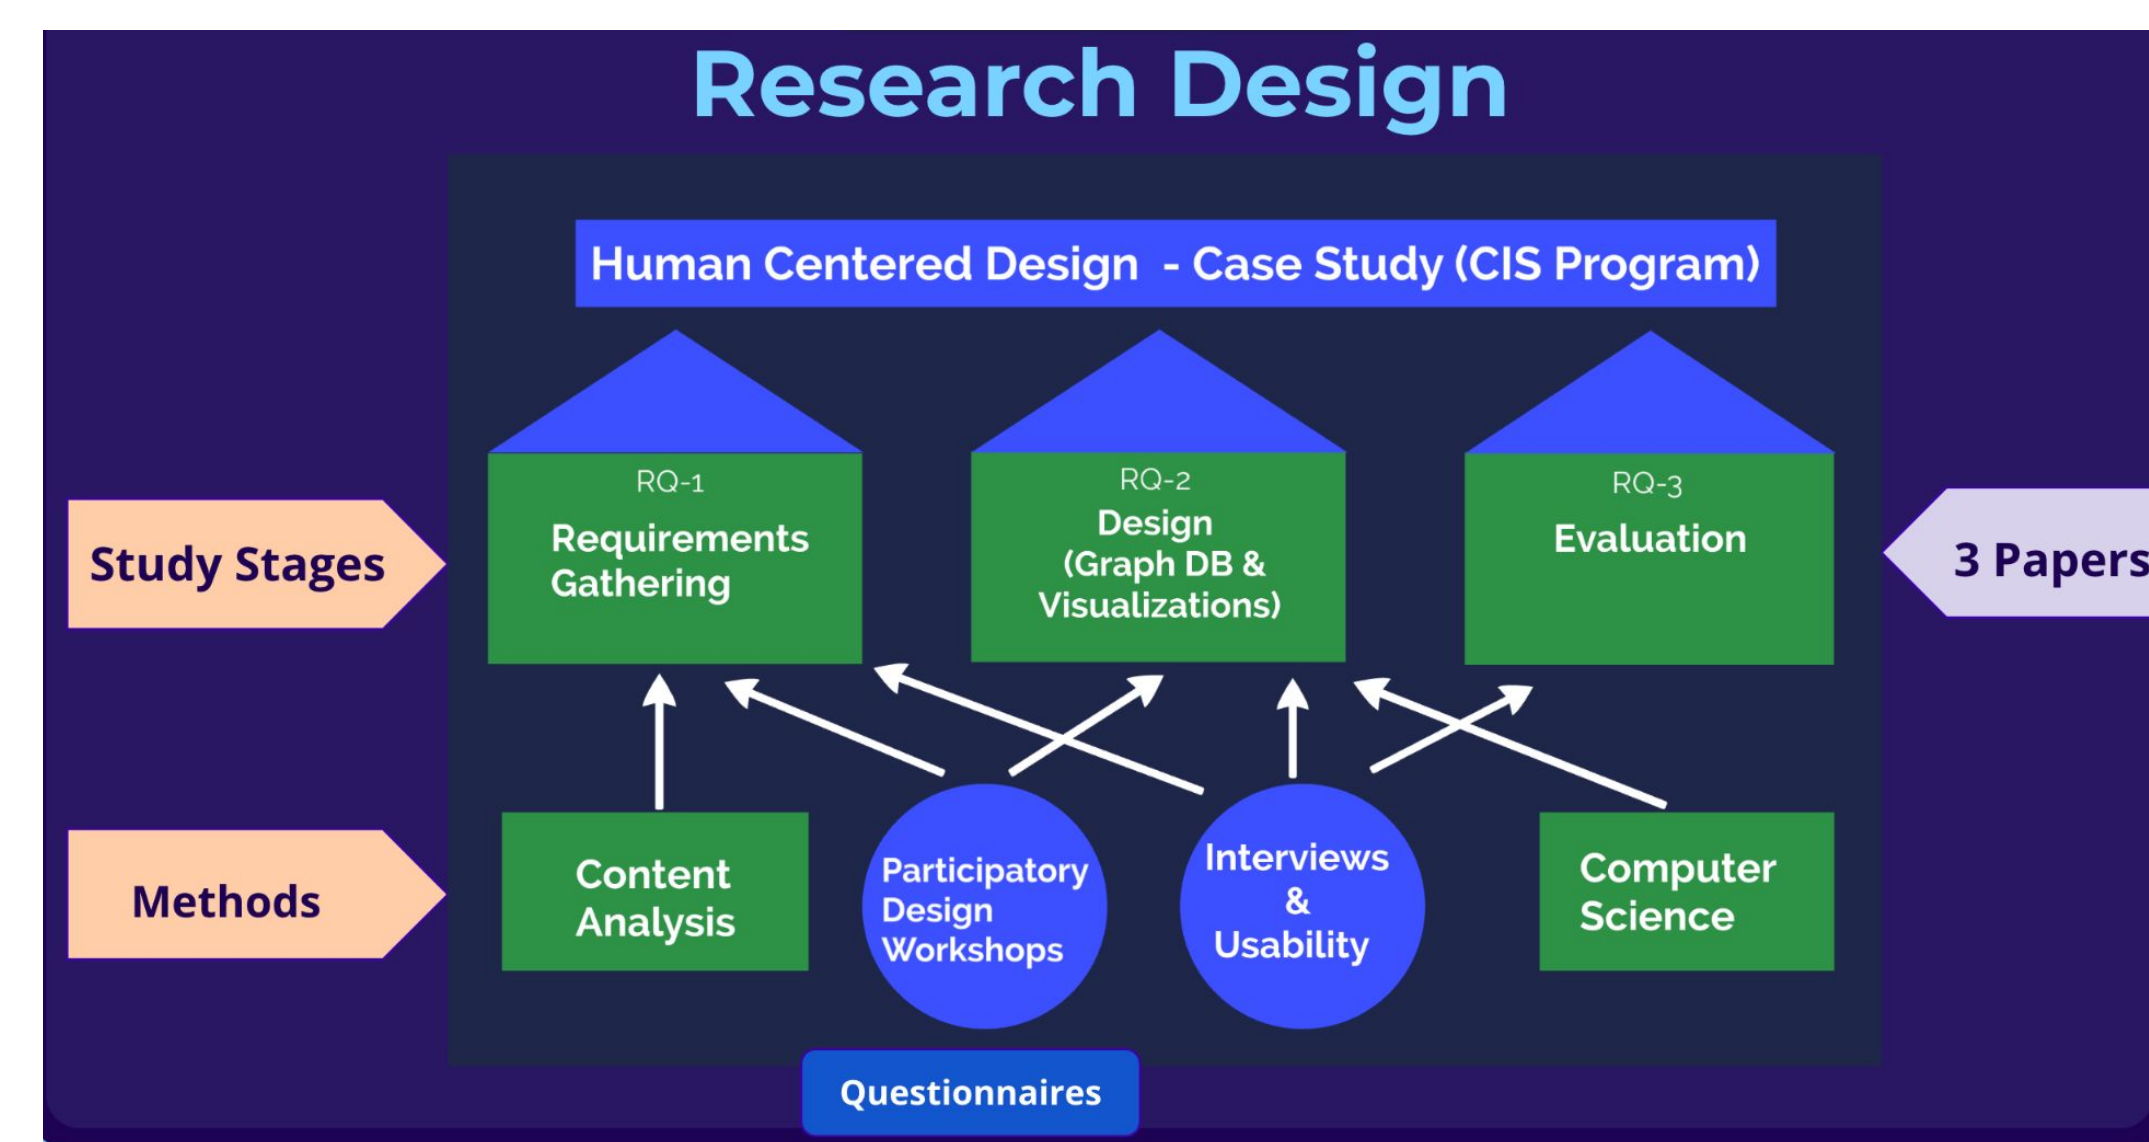 Research Design
Human Centered Design - Case Study (CIS Program)
RQ-1
Requirements
Gathering
RQ-2
Design
(Graph DB &
Visualizations)
RQ-3
Evaluation
Study Stages
3 Papers
Methods
Content
Analysis
Participatory
Design
Workshops
Interviews
&
Usability
Computer
Science
Questionnaires